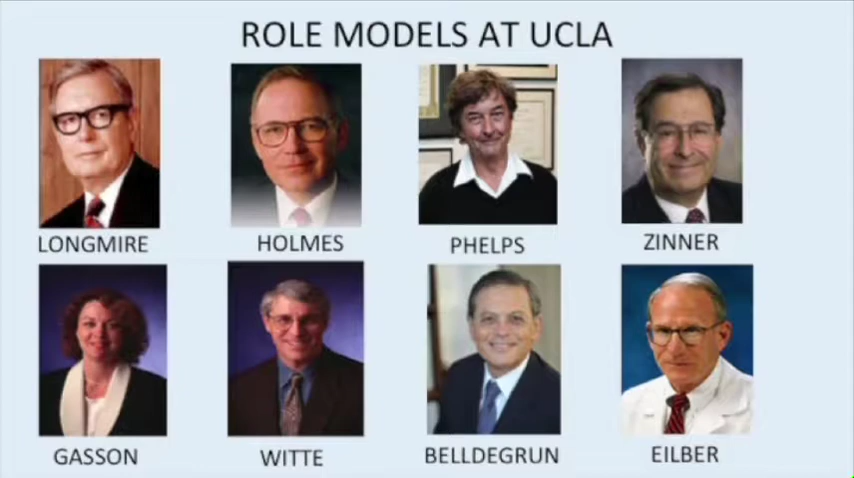 ROLE MODELS AT UCLA
LONGMIRE HOLMES PHELPS ZINNER
GASSON WITTE BELLDEGRUN EILBER